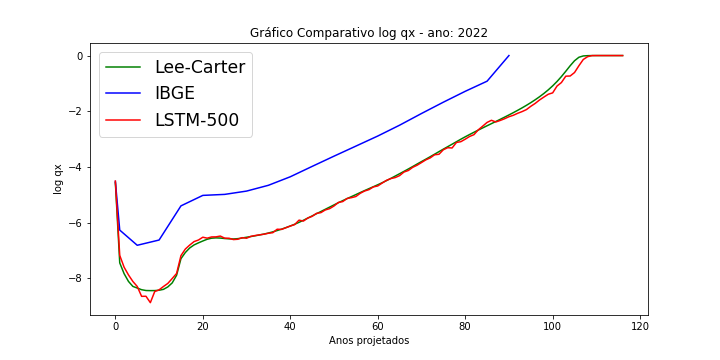 Gráfico Comparativo log qx - ano: 2022
Lee-Carter
IBGE
LSTM-500
log qx
0
−2
−4
−6
−8
0 20 40 60 80 100 120
Anos projetados